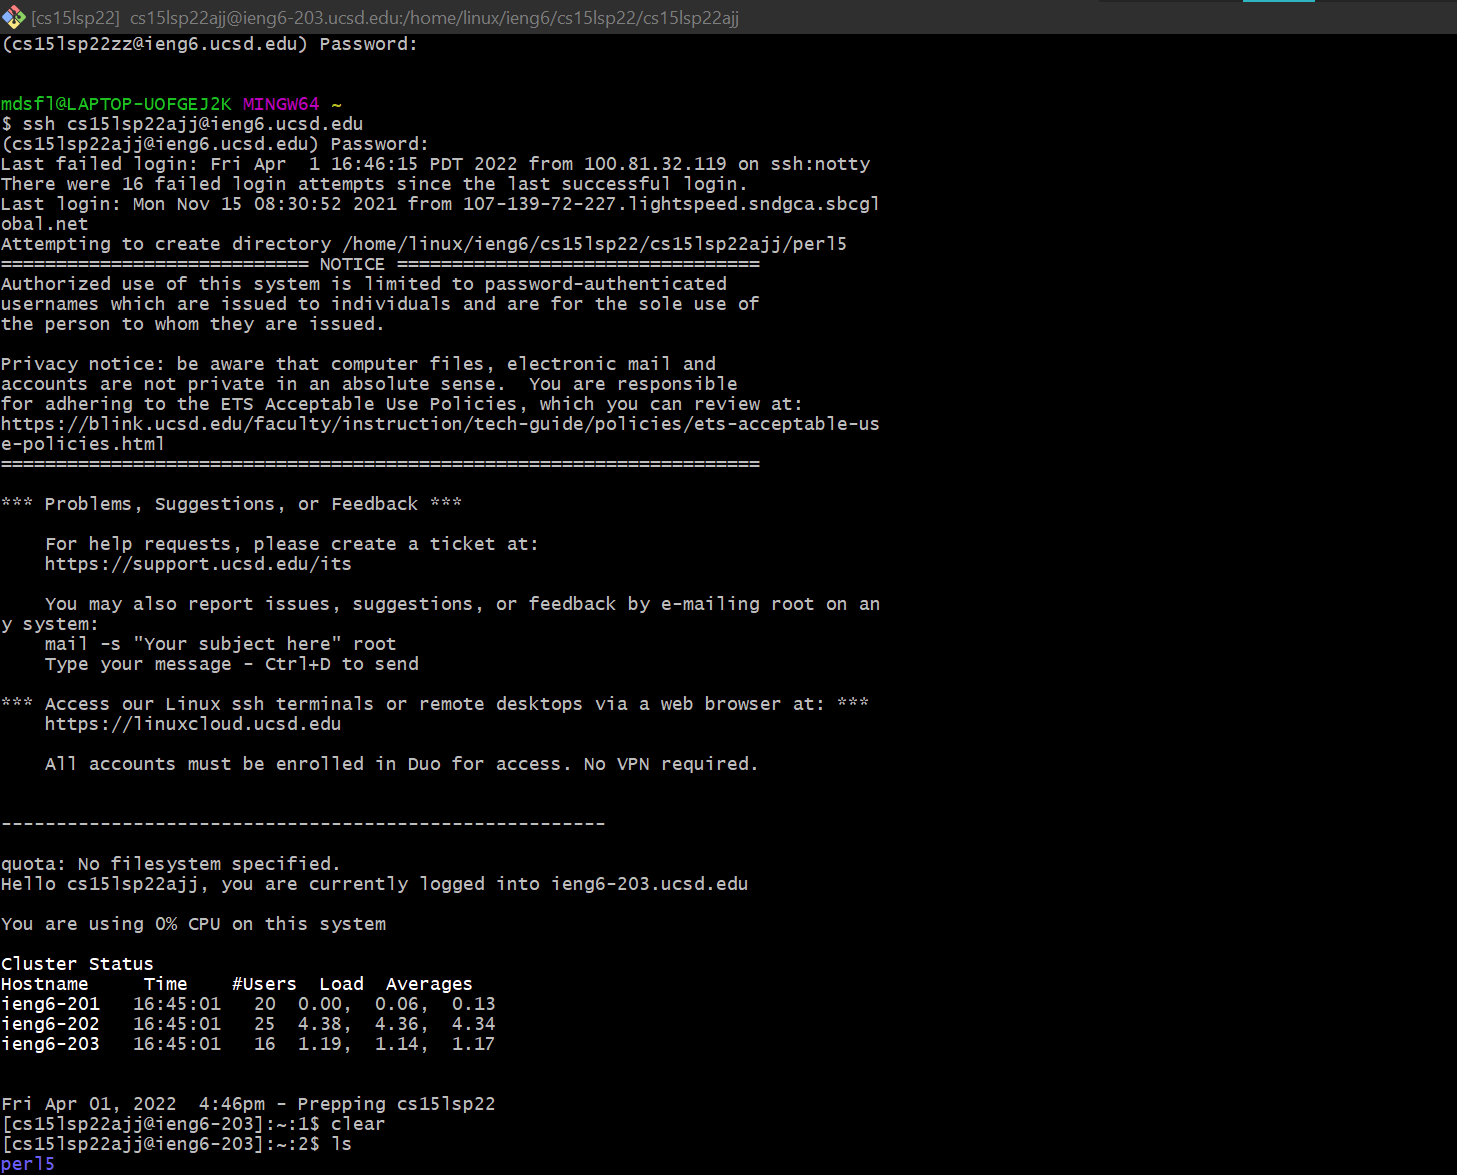 [cs15lsp22] cs15lsp22ajj@ieng6-203.ucsd.edu:/home/linux/ieng6/cs15lsp22/cs15lsp22ajj
(cs15lsp22zz@ieng6.ucsd.edu) Password:
mdsfl@LAPTOP-UOFGEJ2K MINGW64 ~
$ ssh cs15lsp22ajj@ieng6.ucsd.edu
(cs15lsp22ajj@ieng6.ucsd.edu) Password:
Last failed login: Fri Apr  1 16:46:15 PDT 2022 from 100.81.32.119 on ssh:notty
There were 16 failed login attempts since the last successful login.
Last login: Mon Nov 15 08:30:52 2021 from 107-139-72-227.lightspeed.sndgca.sbcgl
obal.net
Attempting to create directory /home/linux/ieng6/cs15lsp22/cs15lsp22ajj/perl5
============================ NOTICE =================================
Authorized use of this system is limited to password-authenticated
usernames which are issued to individuals and are for the sole use of
the person to whom they are issued.
Privacy notice: be aware that computer files, electronic mail and
accounts are not private in an absolute sense.  You are responsible
for adhering to the ETS Acceptable Use Policies, which you can review at:
https://blink.ucsd.edu/faculty/instruction/tech-guide/policies/ets-acceptable-us
e-policies.html
=====================================================================
*** Problems, Suggestions, or Feedback ***
For help requests, please create a ticket at:
https://support.ucsd.edu/its
You may also report issues, suggestions, or feedback by e-mailing root on an
y system:
mail -s "Your subject here" root
Type your message - Ctrl+D to send
*** Access our Linux ssh terminals or remote desktops via a web browser at: ***
https://linuxcloud.ucsd.edu
All accounts must be enrolled in Duo for access. No VPN required.
-------------------------------------------------------
quota: No filesystem specified.
Hello cs15lsp22ajj, you are currently logged into ieng6-203.ucsd.edu
You are using 0% CPU on this system
Cluster Status
Hostname     Time    #Users  Load  Averages
ieng6-201   16:45:01   20  0.00,  0.06,  0.13
ieng6-202   16:45:01   25  4.38,  4.36,  4.34
ieng6-203   16:45:01   16  1.19,  1.14,  1.17
Fri Apr 01, 2022  4:46pm - Prepping cs15lsp22
[cs15lsp22ajj@ieng6-203]:~:1$ clear
[cs15lsp22ajj@ieng6-203]:~:2$ ls
perl5